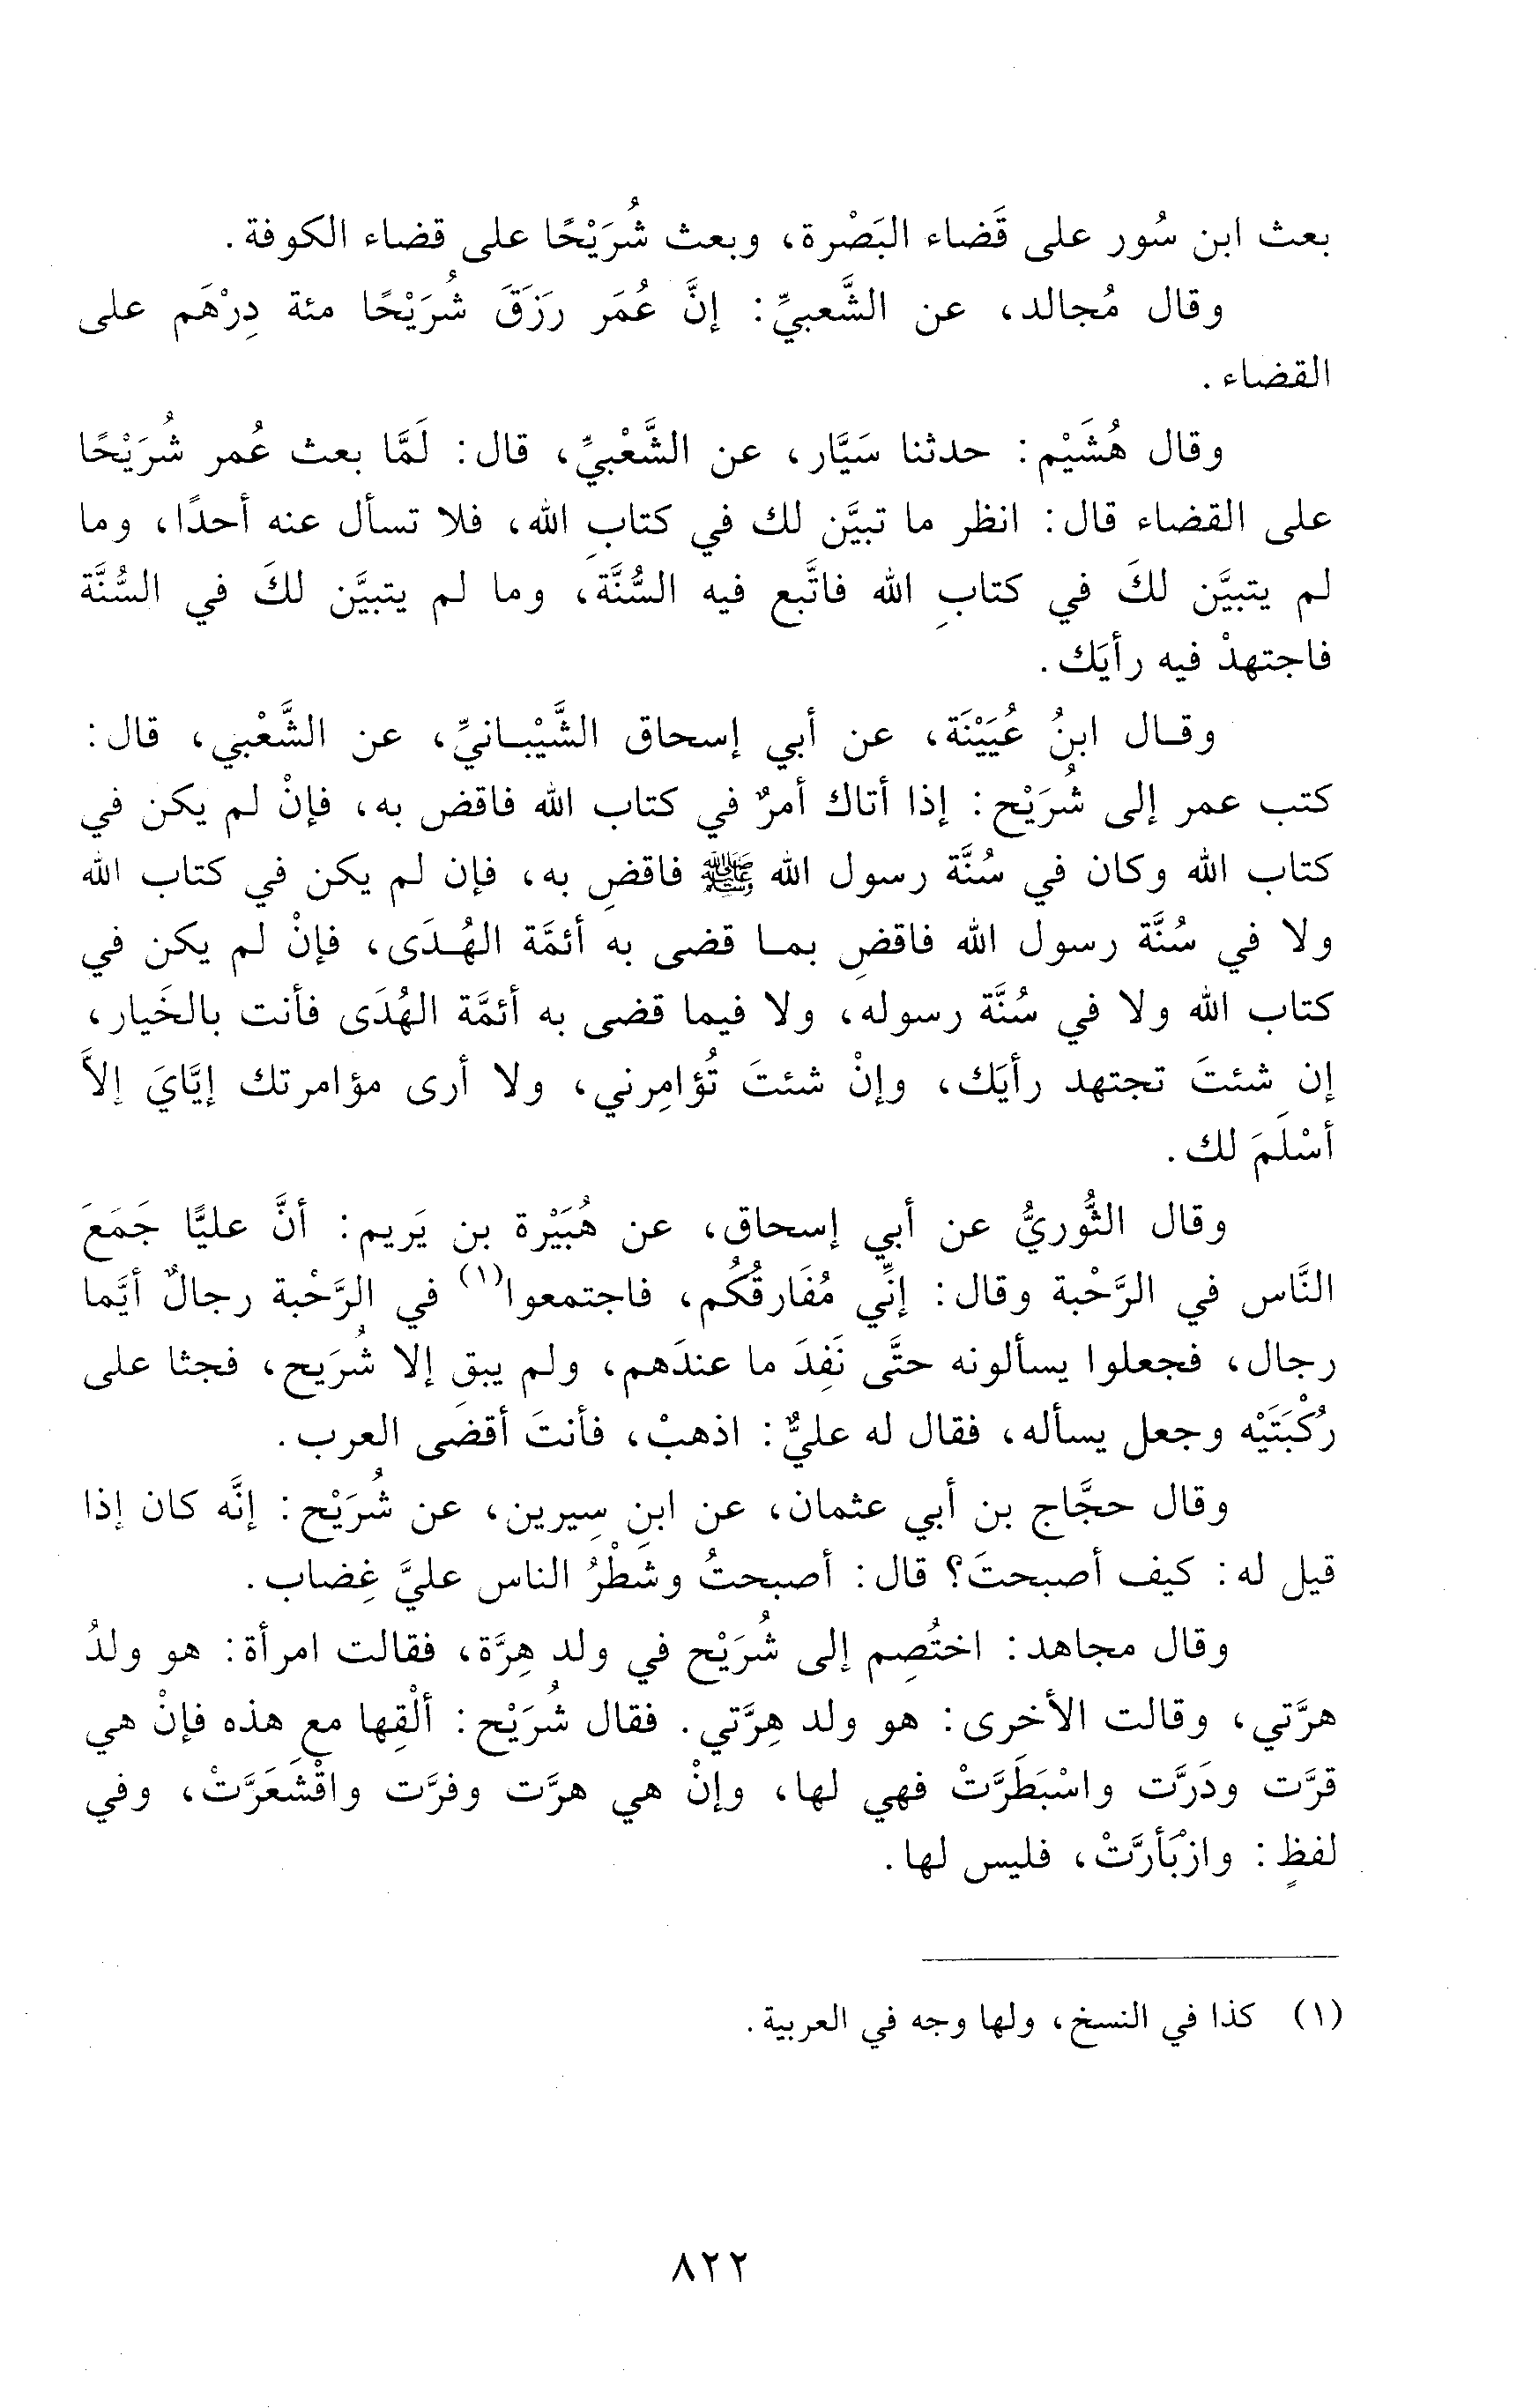 بعث ابن سُور على قَضاء البَصْرة، وبعث شُرَيْحًا على قضاء الكوفة.
وقال مُجالد، عن الشَّعبيِّ: إنَّ عُمَر رَزَقَ شُرَيْحًا مئة دِرْهَم على
القضاء.
وقال هُشَيْم: حدثنا سَيَّار، عن الشَّعْبيِّ، قال: لَمَّا بعث عُمر شُرَيْحًا
على القضاء قال: انظر ما تبيَّن لك في كتابِ الله، فلا تسأل عنه أحدًا، وما
لم يتبيَّن لكَ في كتابِ الله فاتَّبع فيه السُّنَّة، وما لم يتبيَّن لكَ في السُّنَّة
فاجتهدْ فيه رأيَك.
وقال ابنُ عُيَيْنَة، عن أبي إسحاق الشَّيْبانيِّ، عن الشَّعْبي، قال:
كتب عمر إلى شُرَيْح: إذا أتاك أمرٌ في كتاب الله فاقض به، فإنْ لم يكن في
كتاب الله وكان في سُنَّة رسول الله ﷺ فاقضِ به، فإن لم يكن في كتاب الله
ولا في سُنَّة رسول الله فاقضِ بما قضى به أئمَّة الهُدَى، فإنْ لم يكن في
كتاب الله ولا في سُنَّة رسوله، ولا فيما قضى به أئمَّة الهُدَى فأنت بالخَيار،
إن شئتَ تجتهد رأيَك، وإنْ شئتَ تُؤامِرني، ولا أرى مؤامرتك إيَّايَ إلاَّ
أسْلَمَ لك.
وقال الثَّوريُّ عن أبي إسحاق، عن هُبَيْرة بن يَريم: أنَّ عليًّا جَمَعَ
النَّاس في الرَّحْبة وقال: إنِّي مُفَارقُكُم، فاجتمعوا(١) في الرَّحْبة رجالٌ أيَّما
رجال، فجعلوا يسألونه حتَّى نَفِدَ ما عندَهم، ولم يبقِ إلا شُرَيح، فجثا على
رُكْبَتَيْه وجعل يسأله، فقال له عليٌّ: اذهبْ، فأنتَ أقضَى العرب.
وقال حجَّاج بن أبي عثمان، عن ابنِ سِيرين، عن شُرَيْح: إنَّه كان إذا
قيل له: كيف أصبحتَ؟ قال: أصبحتُ وشطْرُ الناس عليَّ غِضاب.
وقال مجاهد: اختُصِم إلى شُرَيْح في ولد هِرَّة، فقالت امرأة: هو ولدُ
هرَّتي، وقالت الأخرى: هو ولد هِرَّتي. فقال شُرَيْح: ألْقِها مع هذه فإنْ هي
قرَّت ودَرَّت واسْبَطَرَّتْ فهي لها، وإنْ هي هرَّت وفرَّت واقْشَعَرَّتْ، وفي
لفظٍ: وازْبَأَرَّتْ، فليس لها.
(١) كذا في النسخ، ولها وجه في العربية.
٨٢٢